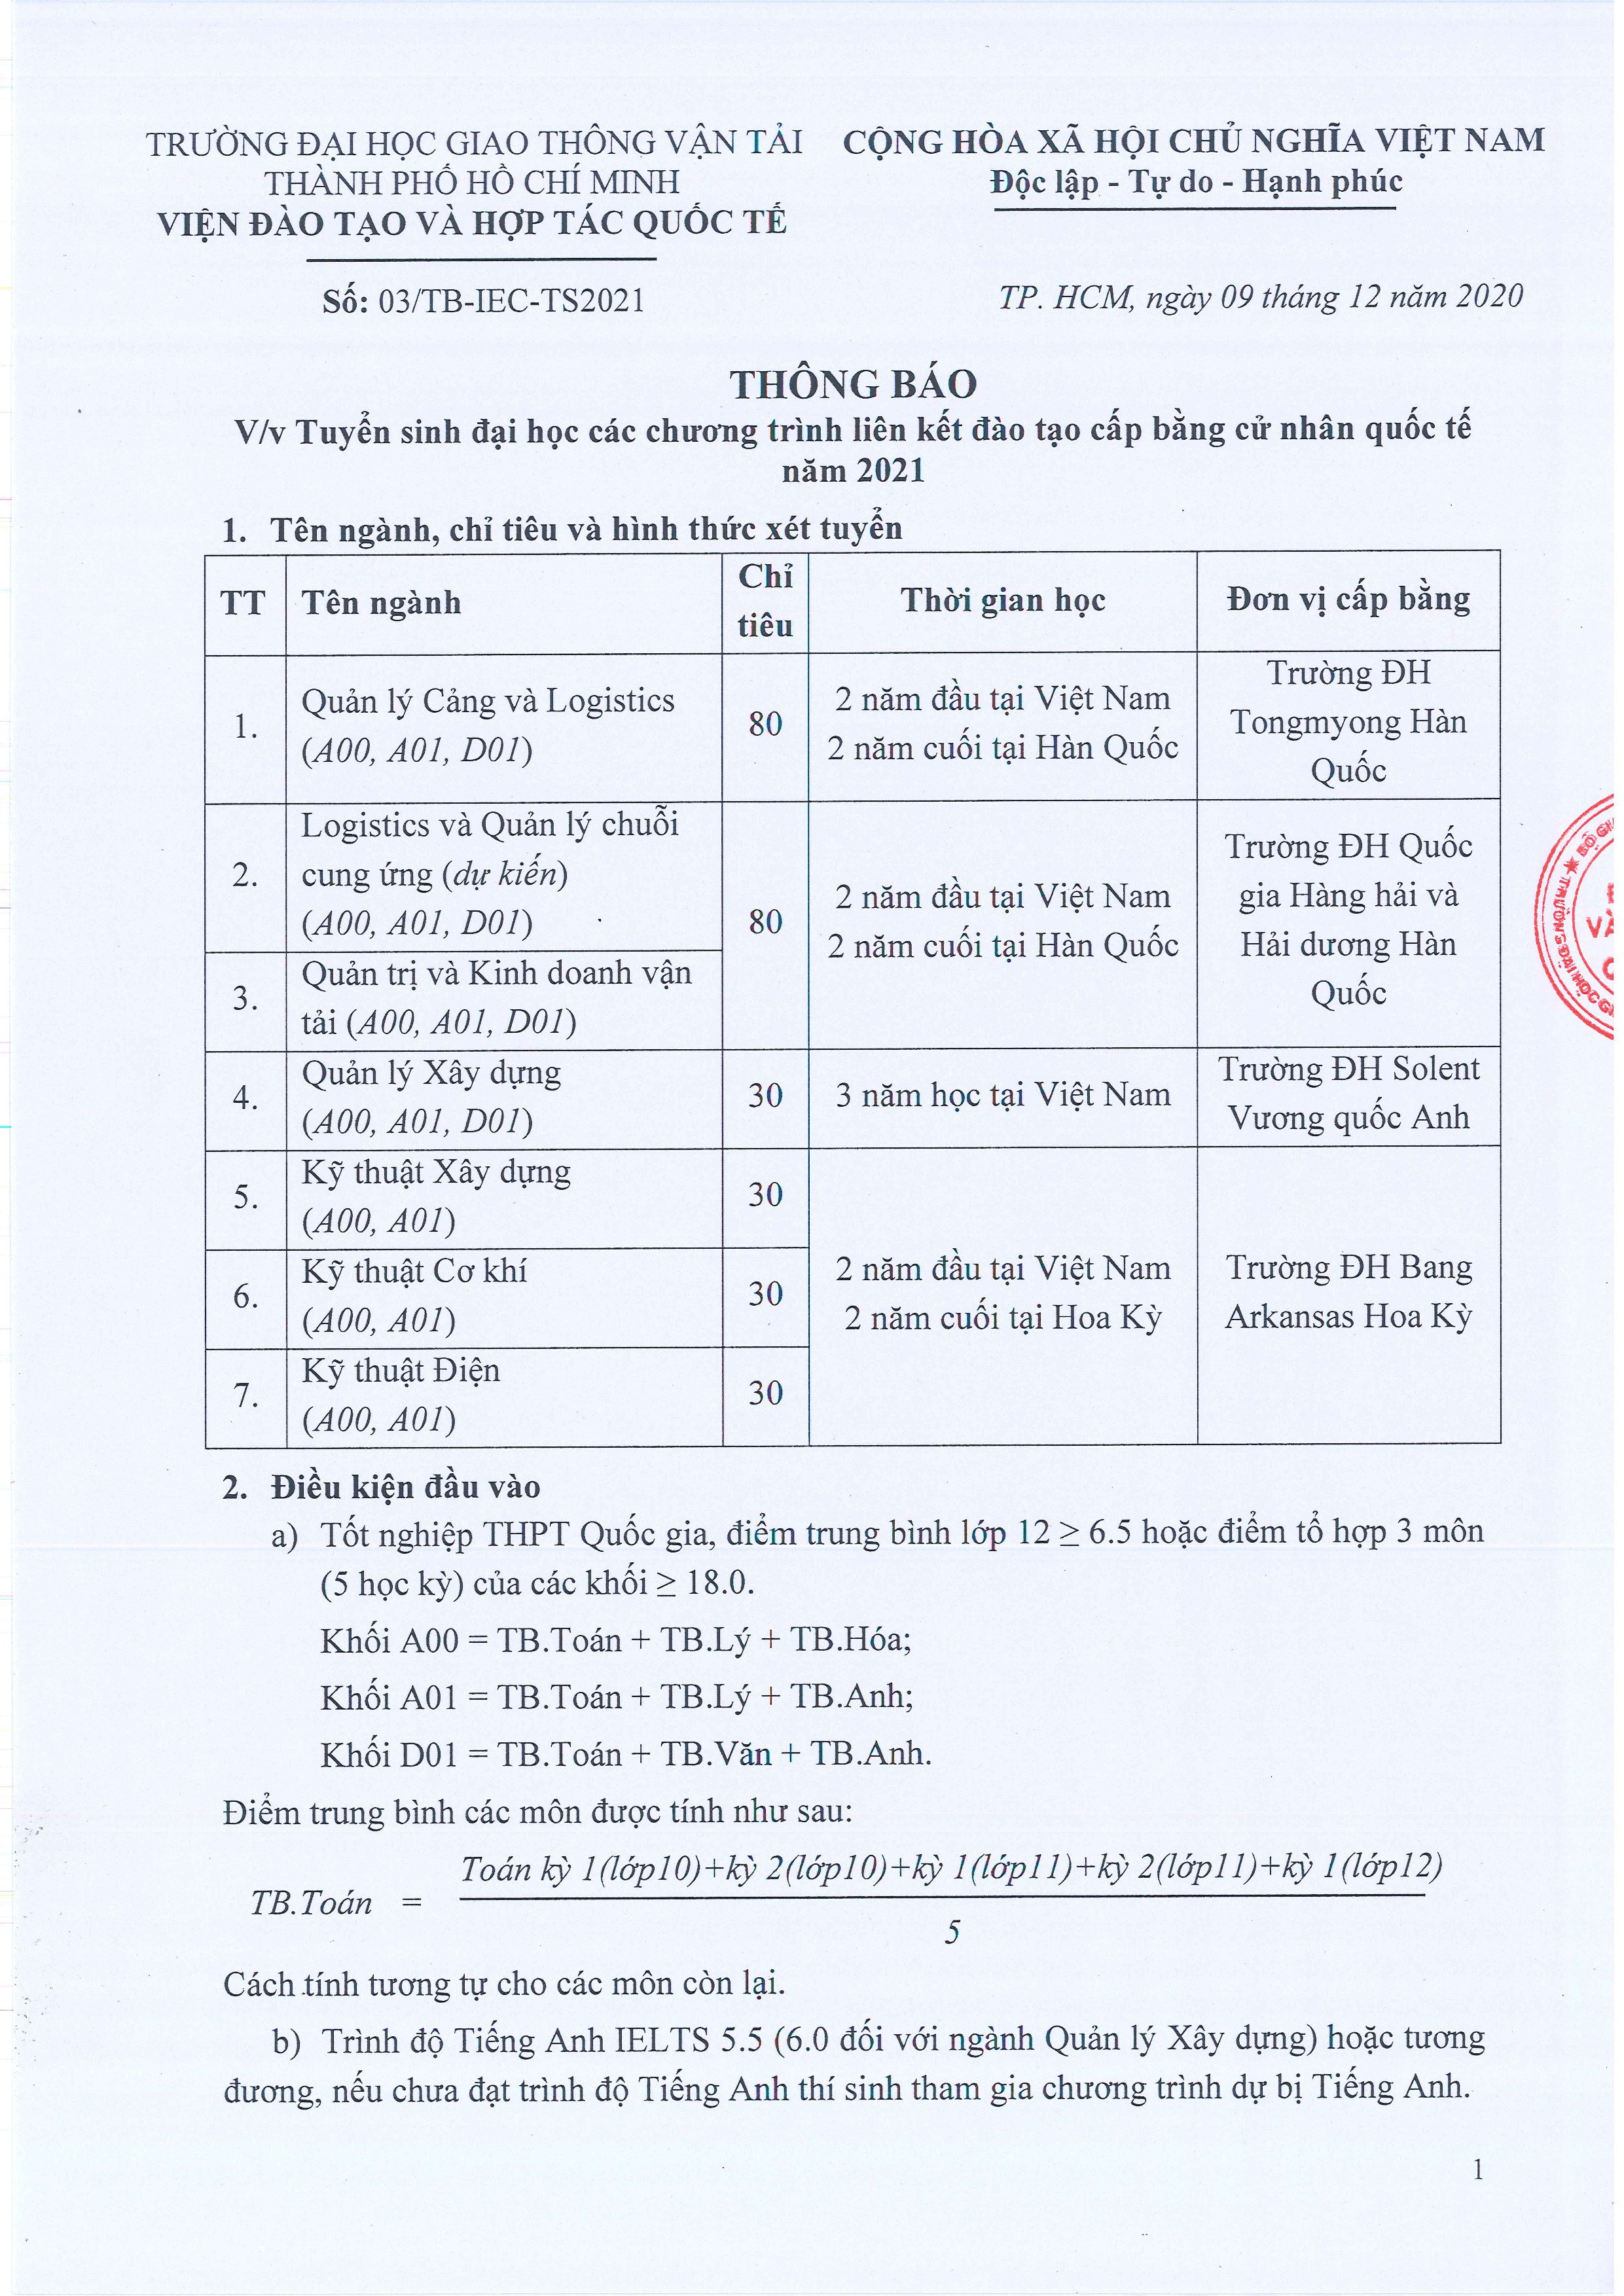 TRƯỜNG ĐẠI HỌC GIAO THÔNG VẬN TẢI
THÀNH PHỐ HỒ CHÍ MINH
VIỆN ĐÀO TẠO VÀ HỢP TÁC QUỐC TẾ
Số: 03/TB-IEC-TS2021
CỘNG HÒA XÃ HỘI CHỦ NGHĨA VIỆT NAM
Độc lập - Tự do - Hạnh phúc
TP. HCM, ngày 09 tháng 12 năm 2020
THÔNG BÁO
V/v Tuyển sinh đại học các chương trình liên kết đào tạo cấp bằng cử nhân quốc tế
năm 2021
1. Tên ngành, chỉ tiêu và hình thức xét tuyển
TT Tên ngành Chỉ tiêu Thời gian học Đơn vị cấp bằng
1. Quản lý Cảng và Logistics
(A00, A01, D01)
80
2 năm đầu tại Việt Nam
2 năm cuối tại Hàn Quốc
Trường ĐH
Tongmyong Hàn
Quốc
2. Logistics và Quản lý chuỗi
cung ứng (dự kiến)
(A00, A01, D01)
80
2 năm đầu tại Việt Nam
2 năm cuối tại Hàn Quốc
Trường ĐH Quốc
gia Hàng hải và
Hải dương Hàn
Quốc
3. Quản trị và Kinh doanh vận
tải (A00, A01, D01)
4. Quản lý Xây dựng
(A00, A01, D01)
30
3 năm học tại Việt Nam
Trường ĐH Solent
Vương quốc Anh
5. Kỹ thuật Xây dựng
(A00, A01)
30
6. Kỹ thuật Cơ khí
(A00, A01)
30
2 năm đầu tại Việt Nam
2 năm cuối tại Hoa Kỳ
Trường ĐH Bang
Arkansas Hoa Kỳ
7. Kỹ thuật Điện
(A00, A01)
30
2. Điều kiện đầu vào
a) Tốt nghiệp THPT Quốc gia, điểm trung bình lớp 12 ≥ 6.5 hoặc điểm tổ hợp 3 môn
(5 học kỳ) của các khối ≥ 18.0.
Khối A00 = TB.Toán + TB.Lý + TB.Hóa;
Khối A01 = TB.Toán + TB.Lý + TB.Anh;
Khối D01 = TB.Toán + TB.Văn + TB.Anh.
Điểm trung bình các môn được tính như sau:
Toán kỳ 1(lớp10)+kỳ 2(lớp10)+kỳ 1(lớp11)+kỳ 2(lớp11)+kỳ 1(lớp12)
TB.Toán =
5
Cách tính tương tự cho các môn còn lại.
b) Trình độ Tiếng Anh IELTS 5.5 (6.0 đối với ngành Quản lý Xây dựng) hoặc tương
đương, nếu chưa đạt trình độ Tiếng Anh thí sinh tham gia chương trình dự bị Tiếng Anh.
1